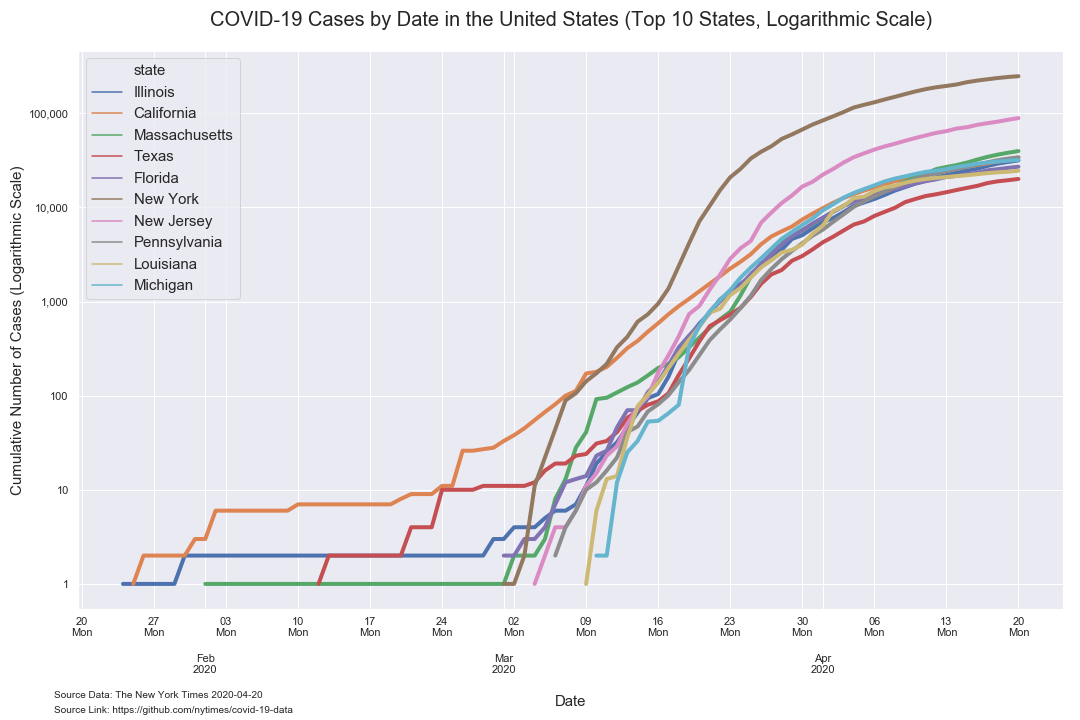 COVID-19 Cases by Date in the United States (Top 10 States, Logarithmic Scale)
Cumulative Number of Cases (Logarithmic Scale)
100,000
10,000
1,000
100
10
1
state
Illinois
California
Massachusetts
Texas
Florida
New York
New Jersey
Pennsylvania
Louisiana
Michigan
20 27 03 10 17 24 02 09 16 23 30 06 13 20
Mon Mon Mon Mon Mon Mon Mon Mon Mon Mon Mon Mon Mon Mon
Feb Mar Apr
2020 2020 2020
Date
Source Data: The New York Times 2020-04-20
Source Link: https://github.com/nytimes/covid-19-data